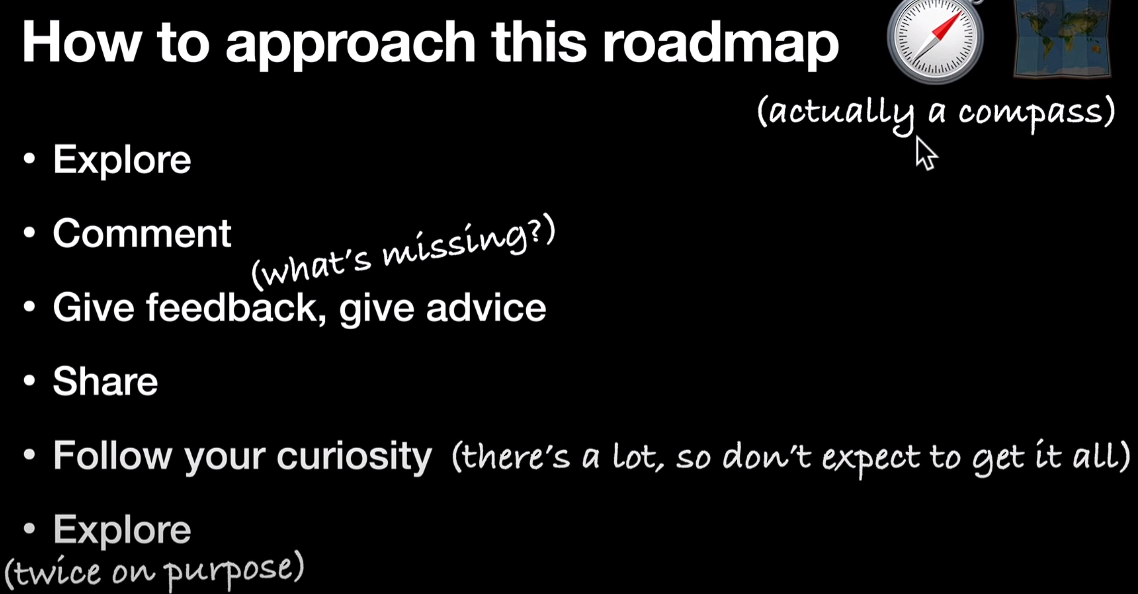 How to approach this roadmap
(actually a compass)
• Explore
• Comment
(what's missing?)
• Give feedback, give advice
• Share
• Follow your curiosity (there's a lot, so don't expect to get it all)
• Explore
(twice on purpose)